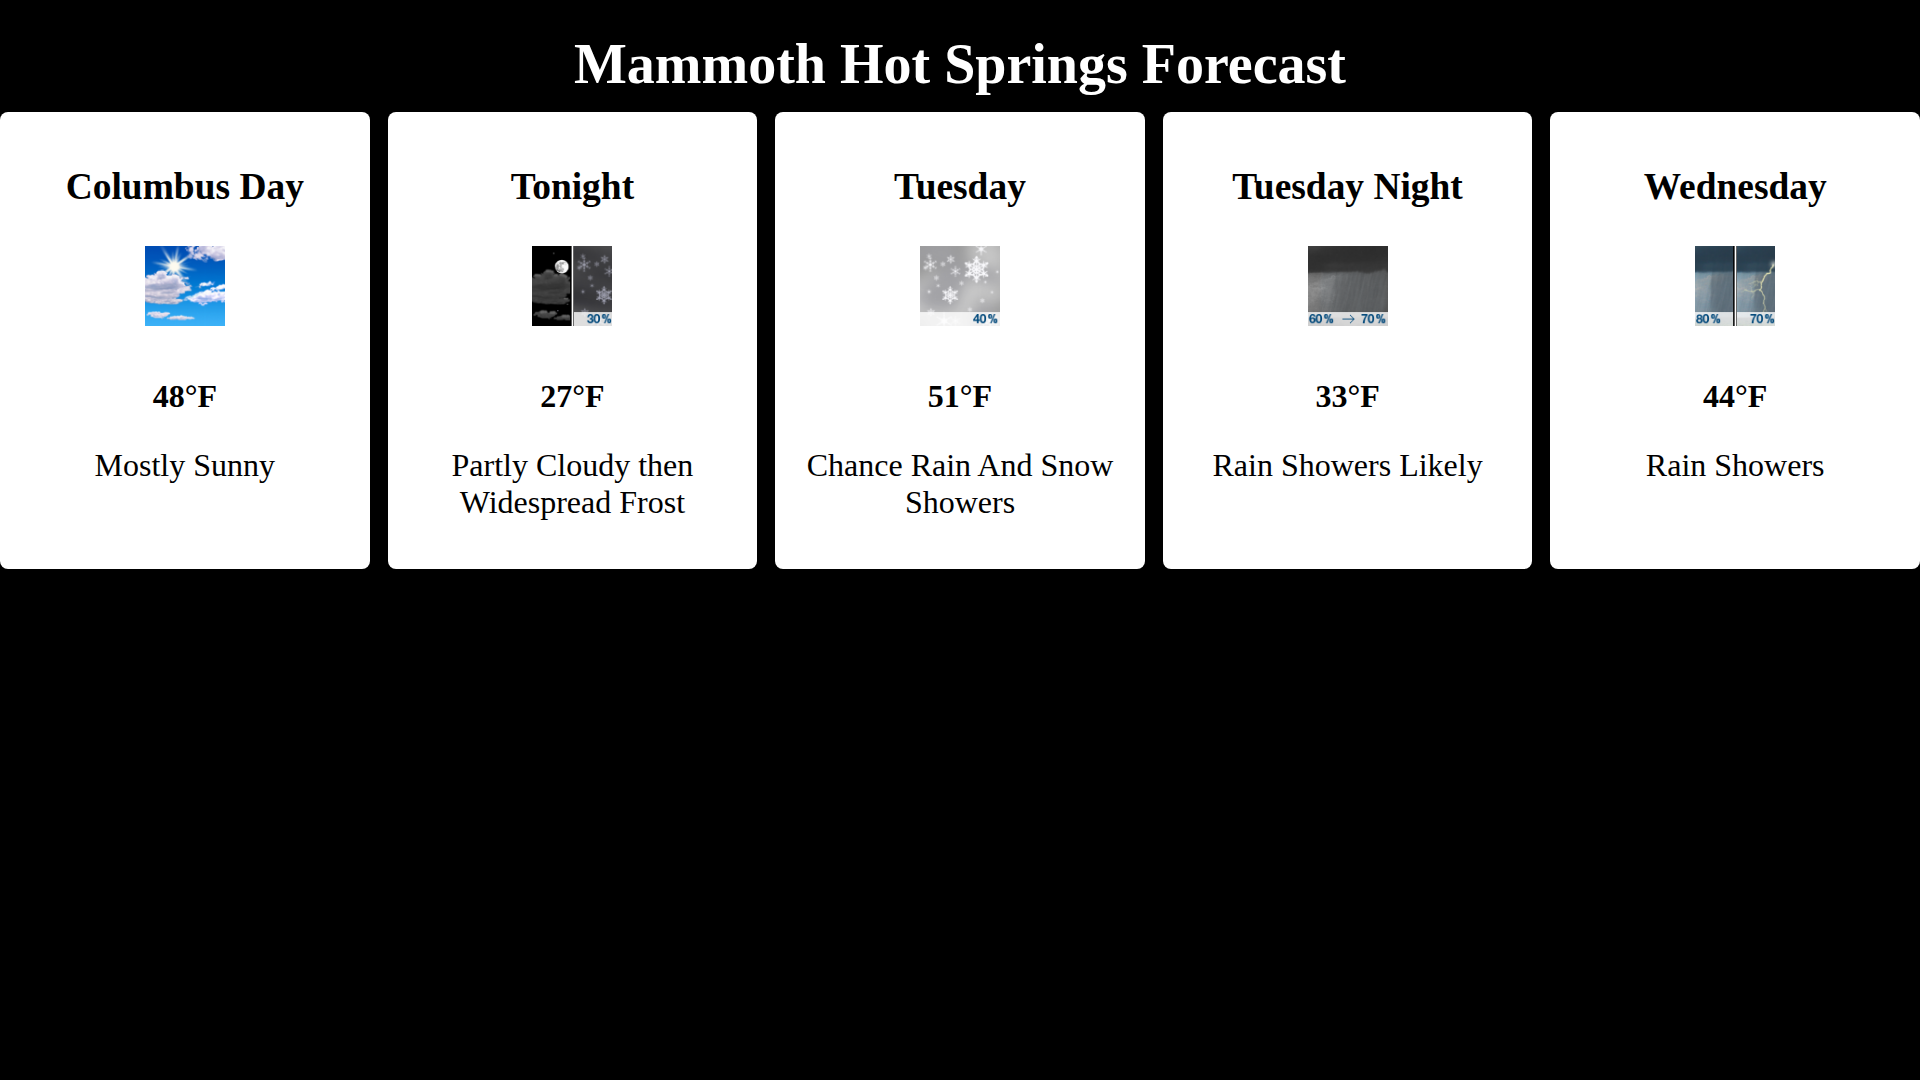 Mammoth Hot Springs Forecast
Columbus Day
48°F
Mostly Sunny
Tonight
30%
27°F
Partly Cloudy then
Widespread Frost
Tuesday
40%
51°F
Chance Rain And Snow
Showers
Tuesday Night
60% → 70%
33°F
Rain Showers Likely
Wednesday
80% 70%
44°F
Rain Showers